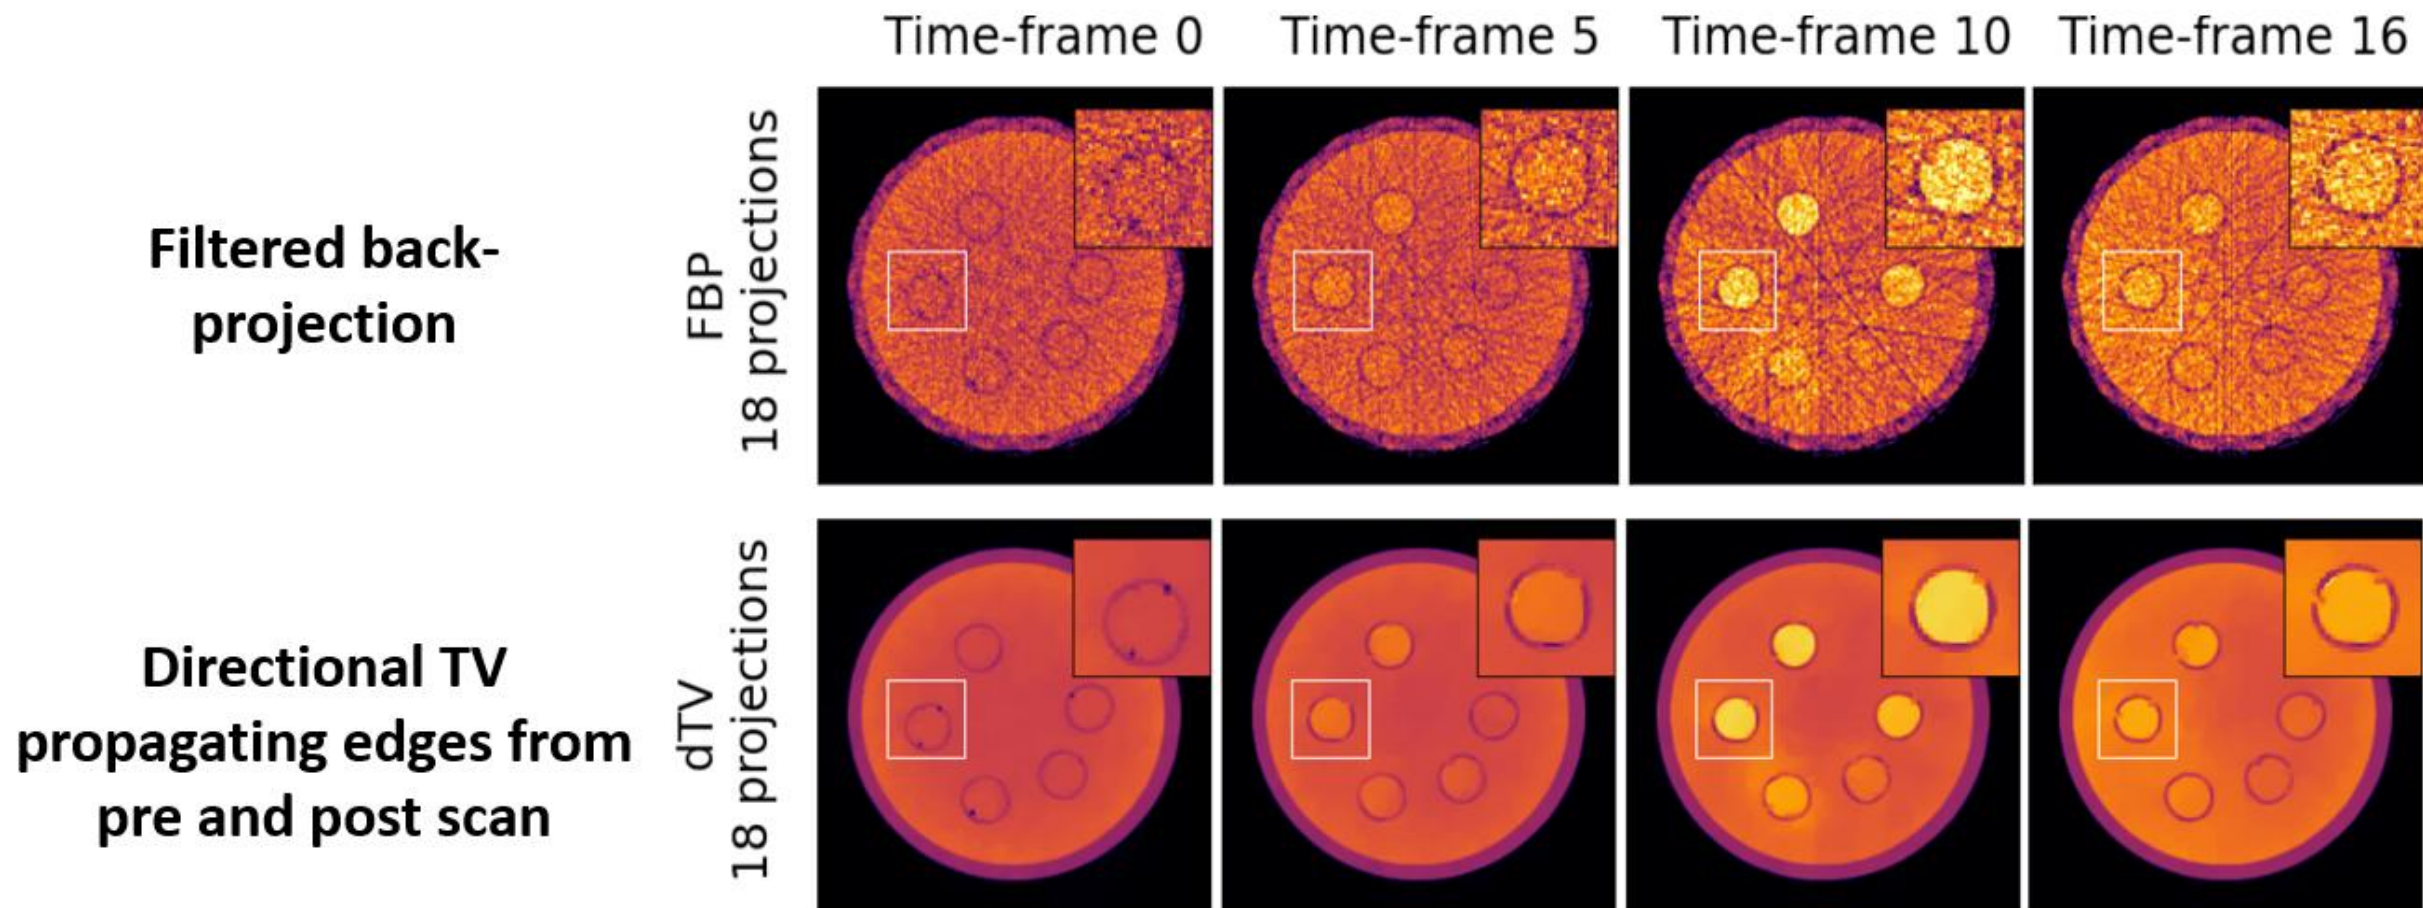 Time-frame 0 Time-frame 5 Time-frame 10 Time-frame 16
Filtered back-
projection
FBP
18 projections
Directional TV
propagating edges from
pre and post scan
dTV
18 projections